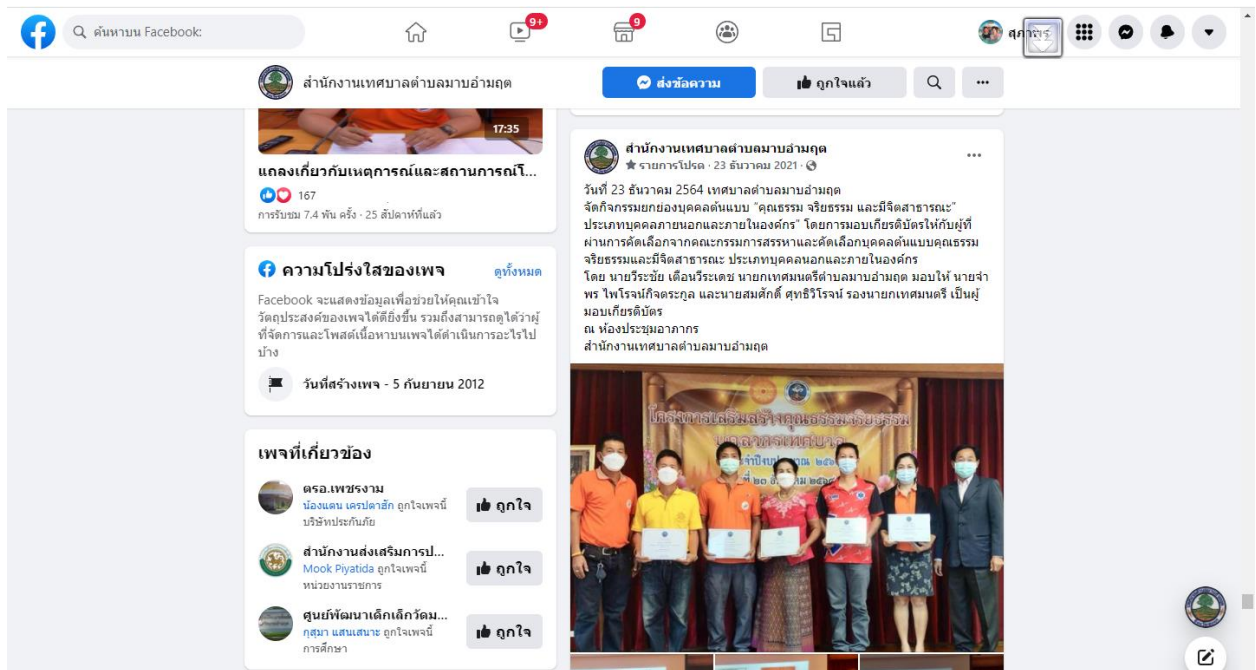 ค้นหาบน Facebook:
9+
9
สุภาพร
สำนักงานเทศบาลตำบลมาบอำมฤต
ส่งข้อความ
ถูกใจแล้ว
17:35
แถลงเกี่ยวกับเหตุการณ์และสถานการณ์โ...
167
การรับชม 7.4 พัน ครั้ง · 25 สัปดาห์ที่แล้ว
ความโปร่งใสของเพจ
ดูทั้งหมด
Facebook จะแสดงข้อมูลเพื่อช่วยให้คุณเข้าใจ
วัตถุประสงค์ของเพจได้ดียิ่งขึ้น รวมถึงสามารถดูได้ว่าผู้
ที่จัดการและโพสต์เนื้อหาบนเพจได้ดำเนินการอะไรไป
บ้าง
วันที่สร้างเพจ - 5 กันยายน 2012
เพจที่เกี่ยวข้อง
ตรอ.เพชรงาม
น้องแดน เครปดาฮัก ถูกใจเพจนี้
บริษัทประกันภัย
ถูกใจ
สำนักงานส่งเสริมการป...
Mook Piyatida ถูกใจเพจนี้
หน่วยงานราชการ
ถูกใจ
ศูนย์พัฒนาเด็กเล็กวัดม...
กุสุมา แสนเสนาะ ถูกใจเพจนี้
การศึกษา
ถูกใจ
สำนักงานเทศบาลตำบลมาบอำมฤต
รายการโปรด · 23 ธันวาคม 2021 ·
วันที่ 23 ธันวาคม 2564 เทศบาลตำบลมาบอำมฤต
จัดกิจกรรมยกย่องบุคคลต้นแบบ "คุณธรรม จริยธรรม และมีจิตสาธารณะ"
ประเภทบุคคลภายนอกและภายในองค์กร" โดยการมอบเกียรติบัตรให้กับผู้ที่
ผ่านการคัดเลือกจากคณะกรรมการสรรหาและคัดเลือกบุคคลต้นแบบคุณธรรม
จริยธรรมและมีจิตสาธารณะ ประเภทบุคคลนอกและภายในองค์กร
โดย นายวีระชัย เดือนวีระเดช นายกเทศมนตรีตำบลมาบอำมฤต มอบให้ นายจำ
พร ไพโรจน์กิจตระกูล และนายสมศักดิ์ ศุทธิวิโรจน์ รองนายกเทศมนตรี เป็นผู้
มอบเกียรติบัตร
ณ ห้องประชุมอาภากร
สำนักงานเทศบาลตำบลมาบอำมฤต
โครงการเสริมสร้างคุณธรรมจริยธรรม